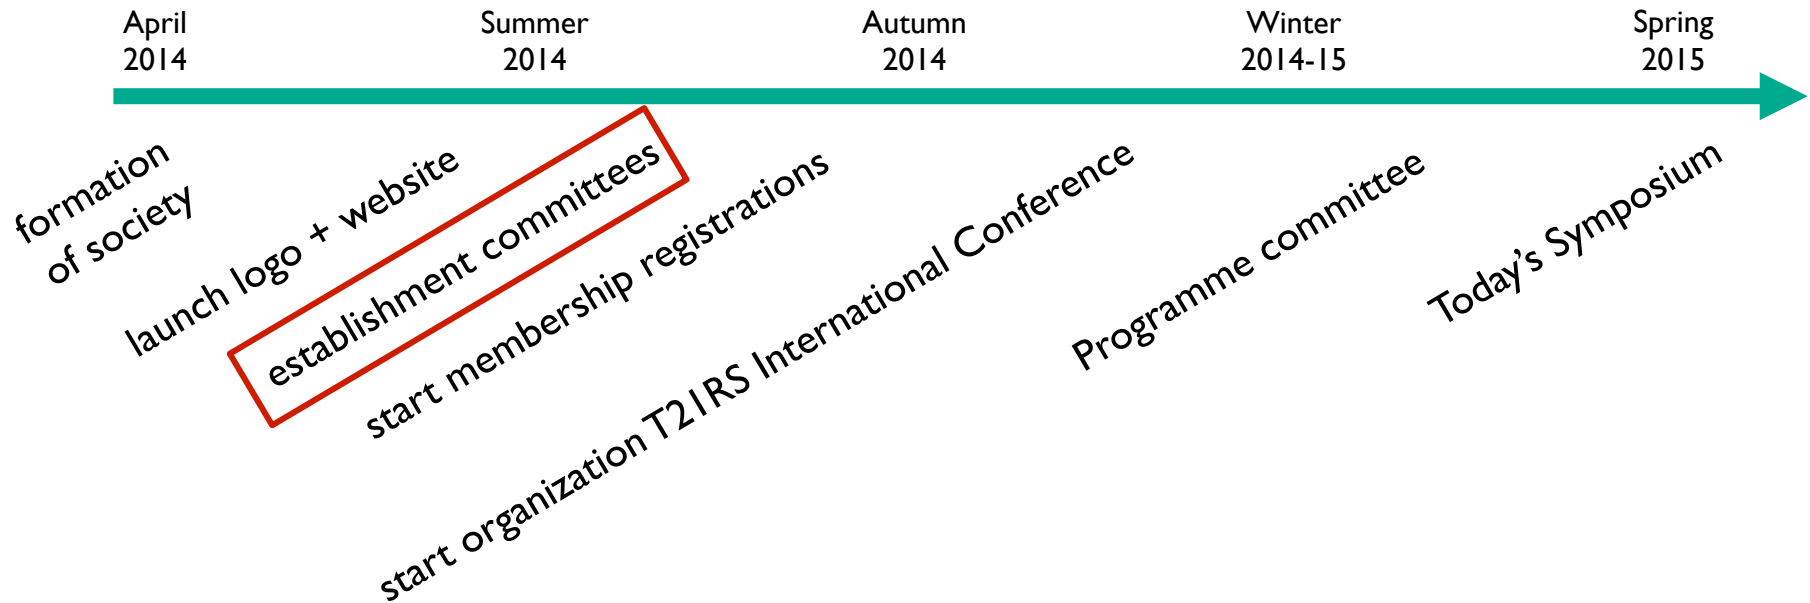 April
2014
Summer
2014
Autumn
2014
Winter
2014-15
Spring
2015
formation
of society
launch logo + website
establishment committees
start membership registrations
start organization T21RS International Conference
Programme committee
Today’s Symposium